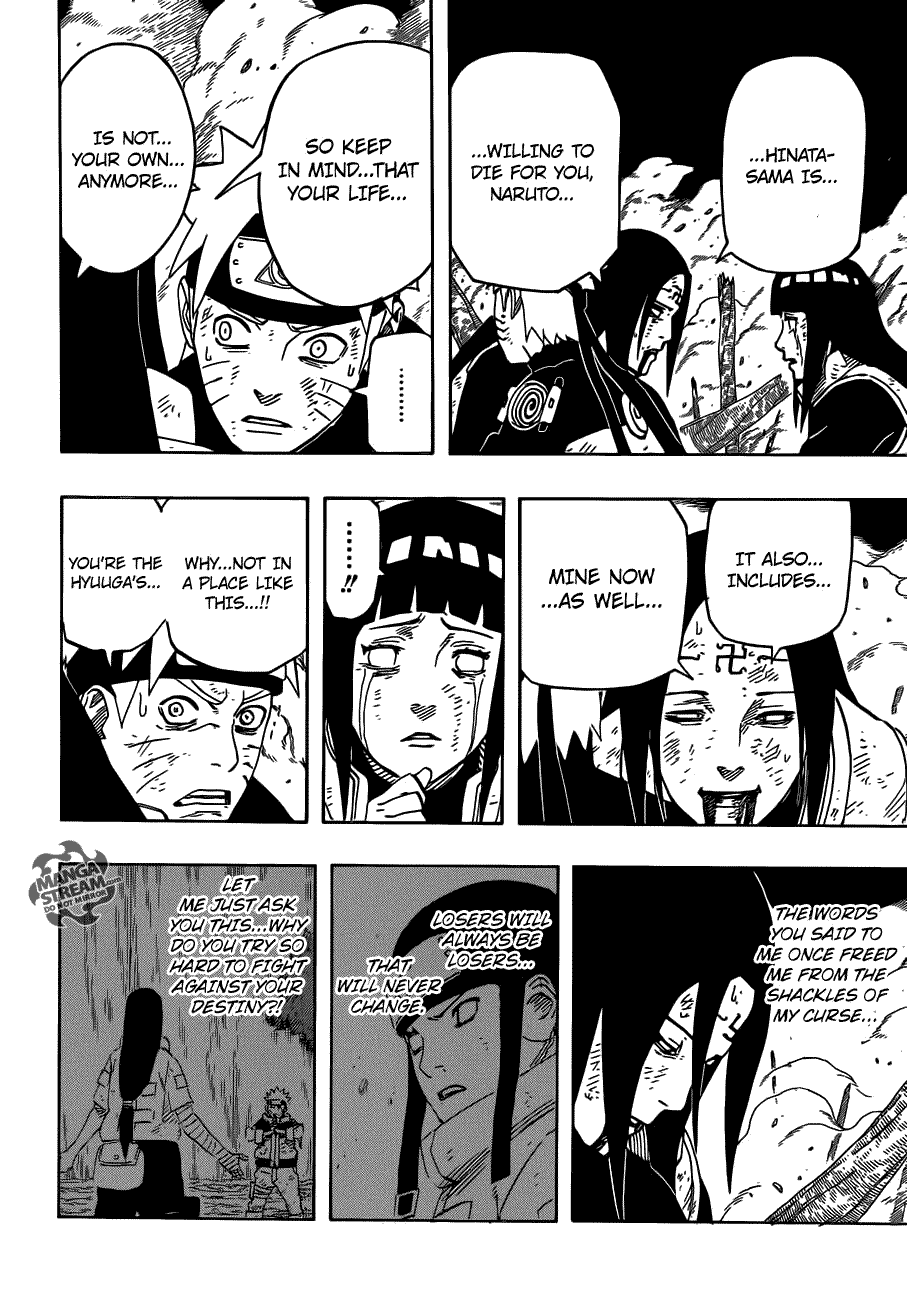 ...HINATA-
SAMA IS...
...WILLING TO
DIE FOR YOU,
NARUTO...
SO KEEP
IN MIND...THAT
YOUR LIFE...
IS NOT...
YOUR OWN...
ANYMORE...
........
IT ALSO...
INCLUDES...
MINE NOW
...AS WELL...
......!!
WHY...NOT IN
A PLACE LIKE
THIS...!!
YOU'RE THE
HYUUGA'S...
THE WORDS
YOU SAID TO
ME ONCE FREED
ME FROM THE
SHACKLES OF
MY CURSE...
LOSERS WILL
ALWAYS BE
LOSERS...
THAT
WILL NEVER
CHANGE.
LET
ME JUST ASK
YOU THIS...WHY
DO YOU TRY SO
HARD TO FIGHT
AGAINST YOUR
DESTINY?!
MANGA
STREAM.com
DO NOT MIRROR!